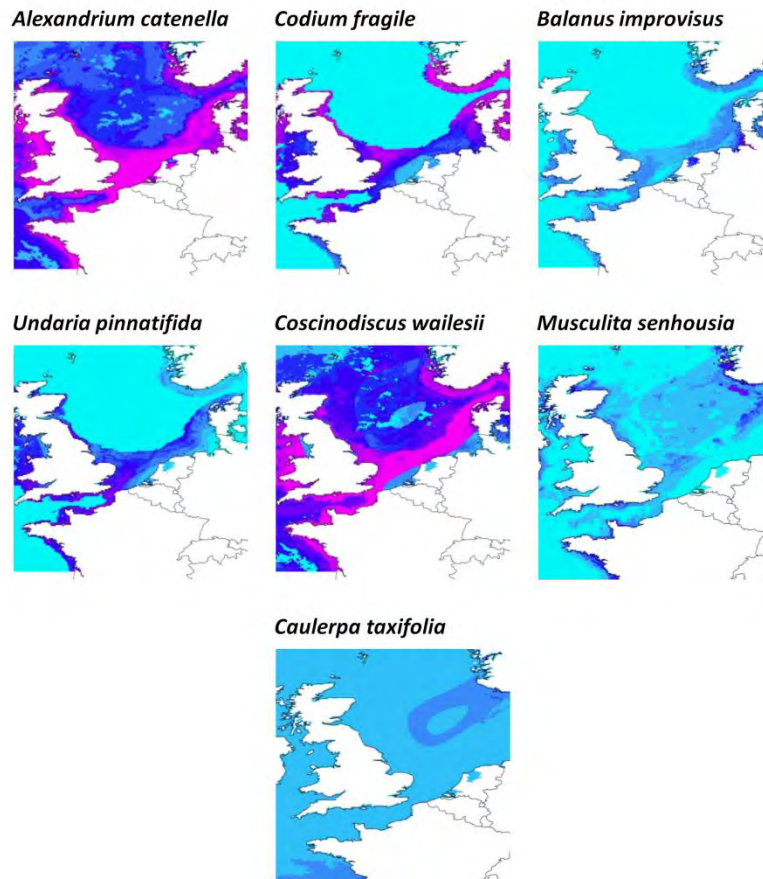 Alexandrium catenella
Codium fragile
Balanus improvisus
Undaria pinnatifida
Coscinodiscus wailesii
Musculita senhousia
Caulerpa taxifolia